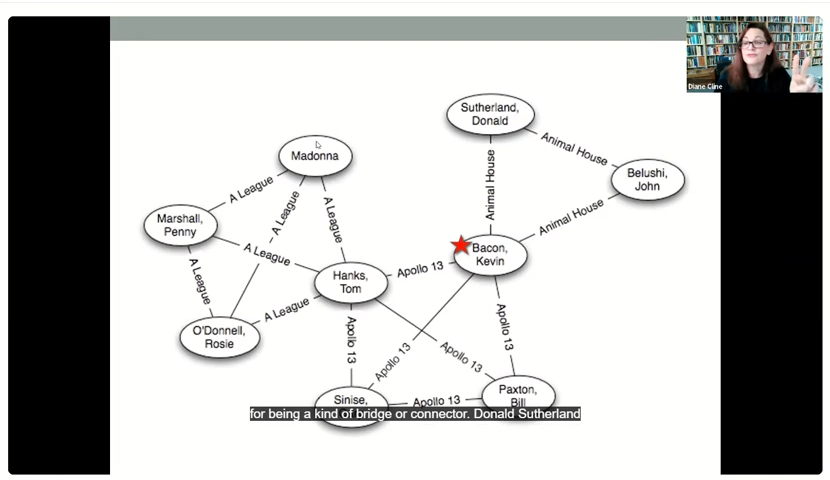 Diane Cline
Sutherland,
Donald
Animal House
Animal House
Belushi,
John
Animal House
Madonna
A League
A League
A League
Marshall,
Penny
A League
A League
Bacon,
Kevin
Apollo 13
Hanks,
Tom
A League
O'Donnell,
Rosie
Apollo 13
Apollo 13
Apollo 13
Apollo 13
Apollo 13
Sinise,
Paxton,
Bill
for being a kind of bridge or connector. Donald Sutherland